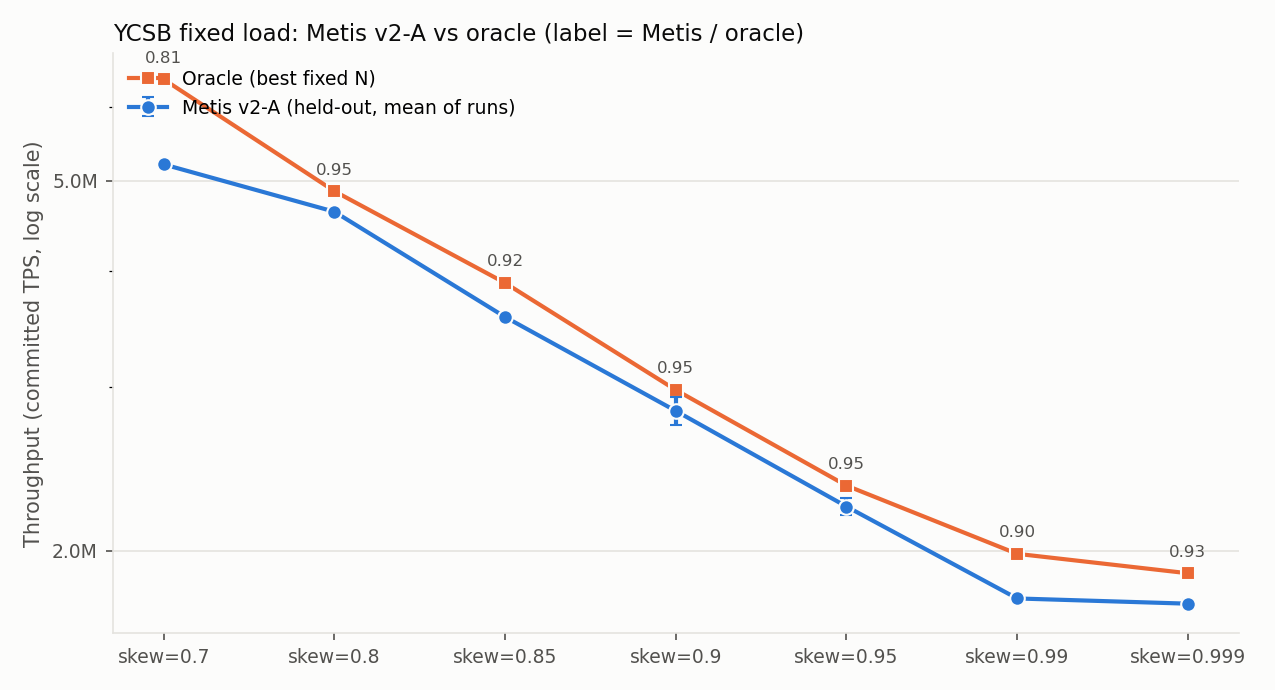 YCSB fixed load: Metis v2-A vs oracle (label = Metis / oracle)
0.81
Oracle (best fixed N)
Metis v2-A (held-out, mean of runs)
0.95
0.92
0.95
0.95
0.90
0.93
Throughput (committed TPS, log scale)
5.0M
2.0M
skew=0.7 skew=0.8 skew=0.85 skew=0.9 skew=0.95 skew=0.99 skew=0.999